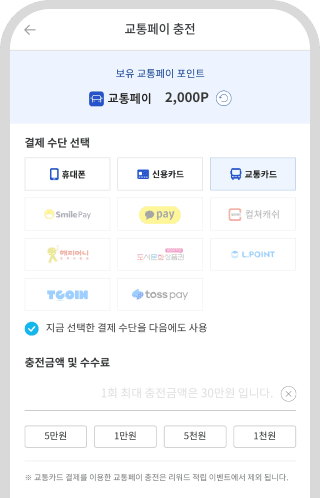 교통페이 충전
보유 교통페이 포인트
교통페이 2,000P
결제 수단 선택
휴대폰 신용카드 교통카드
Smile Pay pay 컬쳐캐쉬
해피머니 도서문화상품권 L.POINT
TCOIN toss pay
지금 선택한 결제 수단을 다음에도 사용
충전금액 및 수수료
1회 최대 충전금액은 30만원 입니다.
5만원 1만원 5천원 1천원
※ 교통카드 결제를 이용한 교통페이 충전은 리워드 적립 이벤트에서 제외 됩니다.